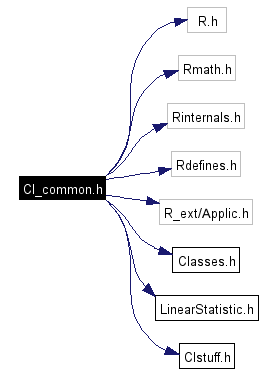 R.h
Rmath.h
Rinternals.h
Rdefines.h
CI_common.h
R_ext/Applic.h
Classes.h
LinearStatistic.h
CIstuff.h